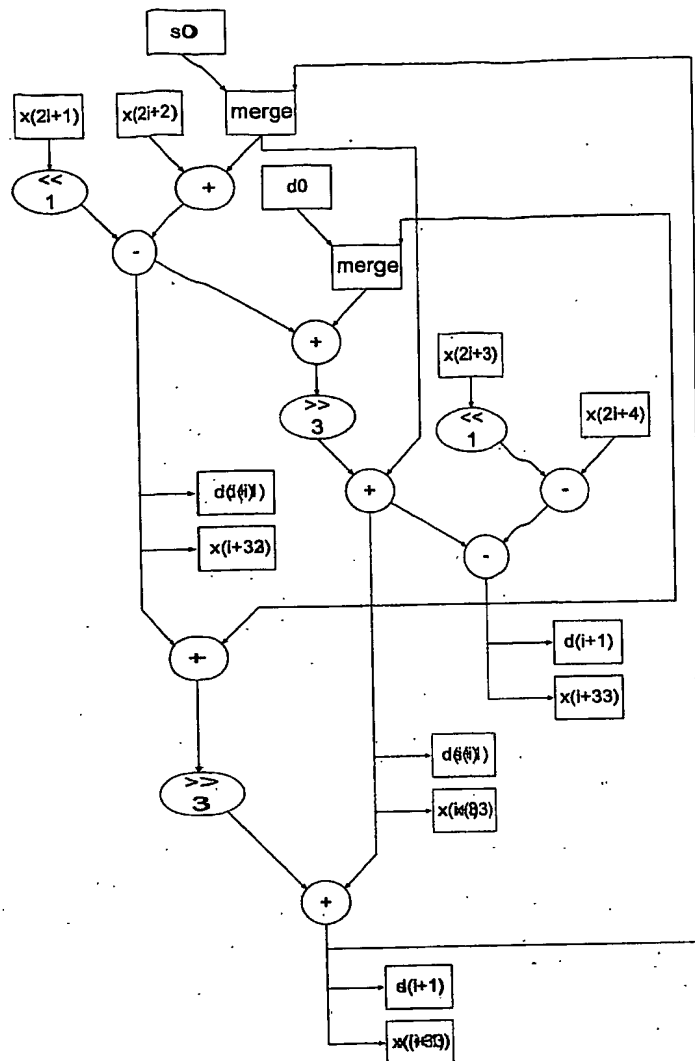 s0
x(2i+1)
x(2i+2)
merge
<<
1
+
d0
-
merge
+
x(2i+3)
>>
3
<<
1
x(2i+4)
+
-
x(i+32)
-
+
d(i+1)
x(i+33)
>>
3
+
(i+1)